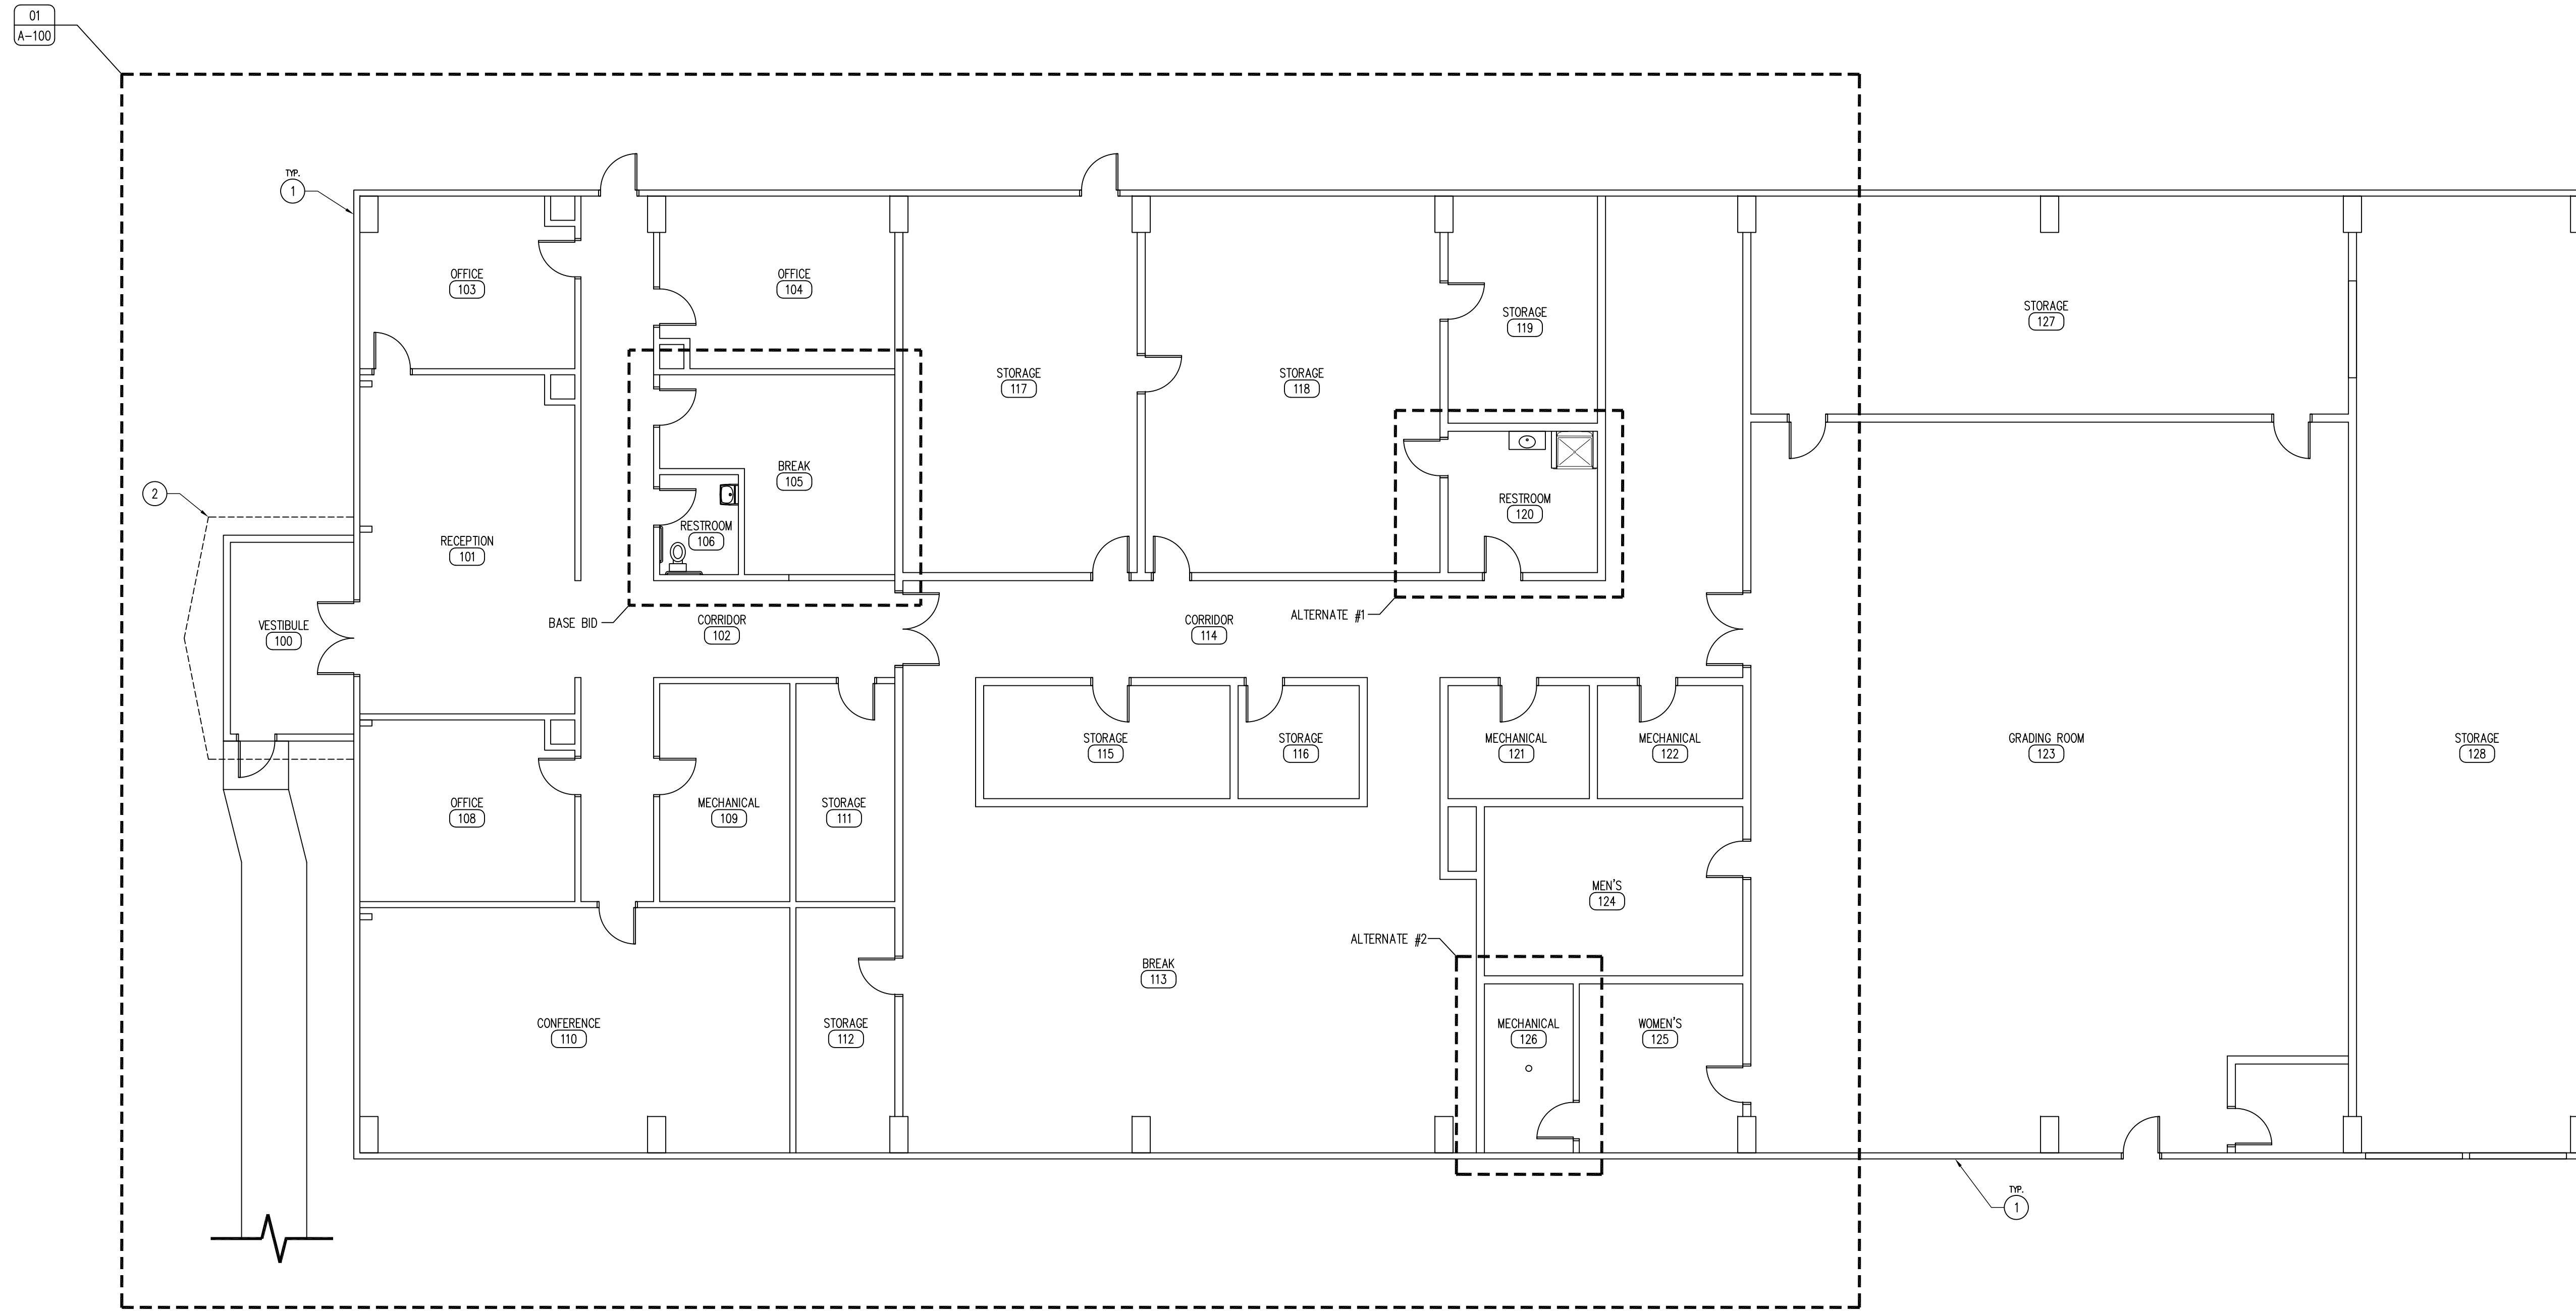 01
A-100
TYP.
1
OFFICE
103
OFFICE
104
STORAGE
119
STORAGE
127
STORAGE
117
STORAGE
118
BREAK
105
2
RESTROOM
120
RESTROOM
106
RECEPTION
101
BASE BID
CORRIDOR
102
ALTERNATE #1
CORRIDOR
114
VESTIBULE
100
STORAGE
115
STORAGE
116
MECHANICAL
121
MECHANICAL
122
GRADING ROOM
123
STORAGE
128
OFFICE
108
MECHANICAL
109
STORAGE
111
MEN'S
124
ALTERNATE #2
BREAK
113
CONFERENCE
110
STORAGE
112
MECHANICAL
126
WOMEN'S
125
TYP.
1